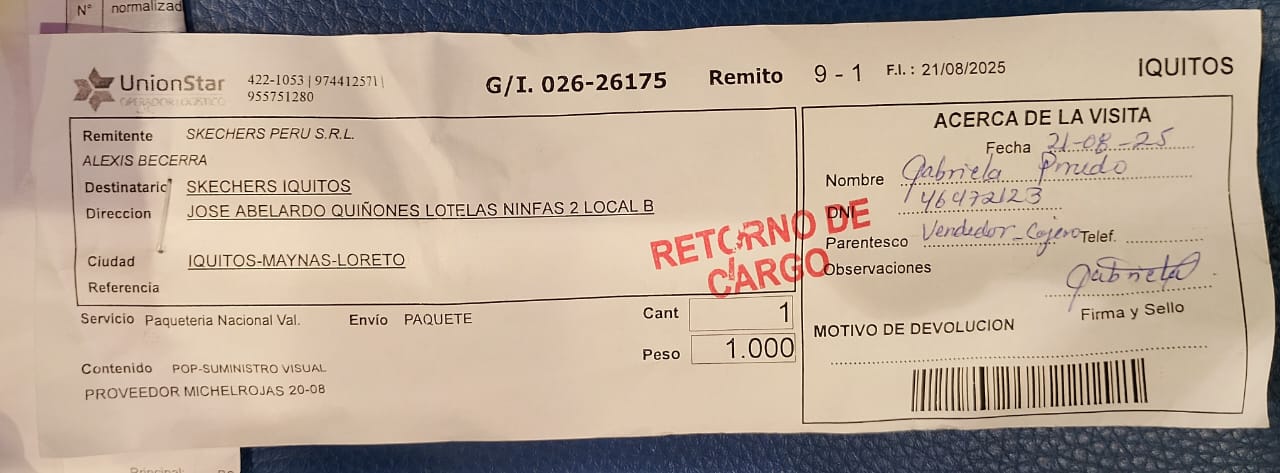 N° normalizad
UnionStar
OPERADOR LOGISTICO
422-1053 | 974412571 |
955751280
G/I. 026-26175
Remito 9 - 1
F.I. : 21/08/2025
IQUITOS
Remitente SKECHERS PERU S.R.L.
ALEXIS BECERRA
Destinatario SKECHERS IQUITOS
Direccion JOSE ABELARDO QUIÑONES LOTELAS NINFAS 2 LOCAL B
Ciudad IQUITOS-MAYNAS-LORETO
Referencia
Servicio Paqueteria Nacional Val. Envío PAQUETE
Cant 1
Peso 1.000
Contenido POP-SUMINISTRO VISUAL
PROVEEDOR MICHELROJAS 20-08
RETORNO DE
CARGO
ACERCA DE LA VISITA
Fecha 21-08-25
Nombre Gabriela Pinedo
DNI 46472123
Parentesco Vendedor_Cajero Telef.
Observaciones
Gabriela
Firma y Sello
MOTIVO DE DEVOLUCION